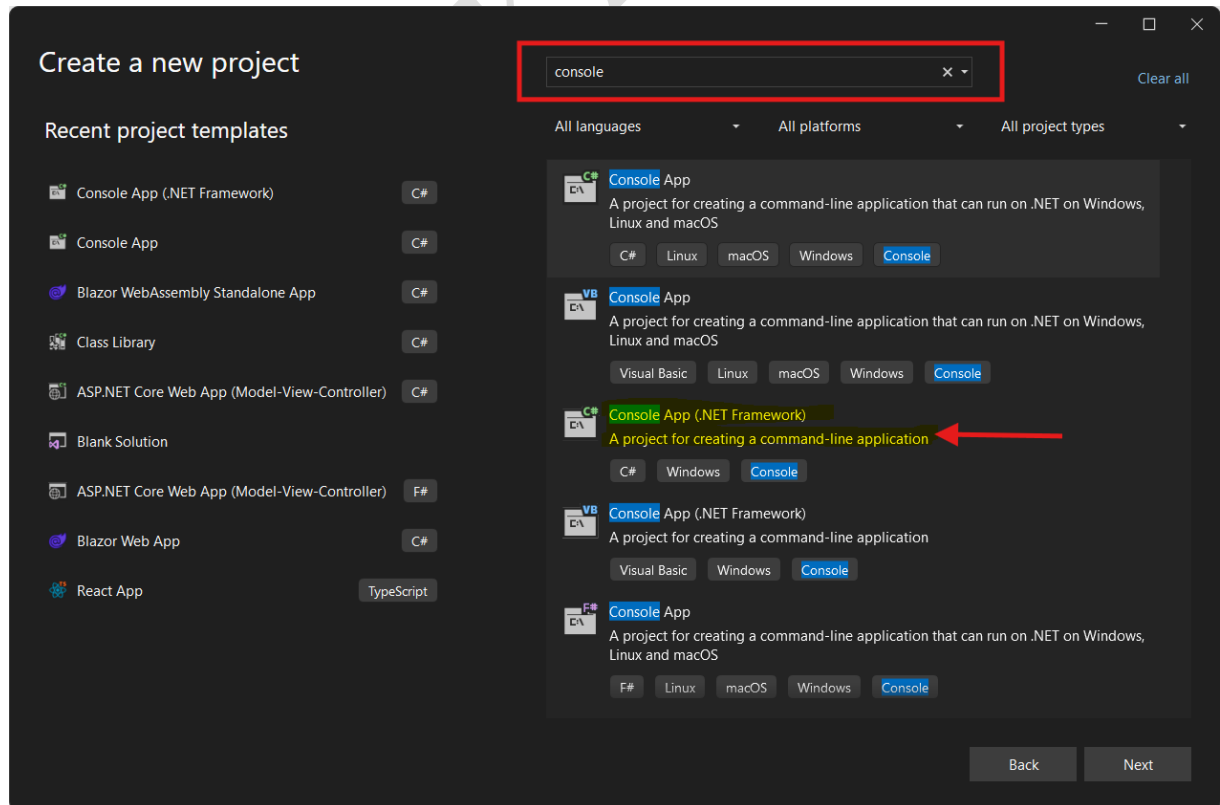 Create a new project
console
Clear all
Recent project templates
All languages
All platforms
All project types
Console App (.NET Framework)
C#
Console App
C#
Blazor WebAssembly Standalone App
C#
Class Library
C#
ASP.NET Core Web App (Model-View-Controller)
C#
Blank Solution
ASP.NET Core Web App (Model-View-Controller)
F#
Blazor Web App
C#
React App
TypeScript
C#
C:\
Console App
A project for creating a command-line application that can run on .NET on Windows,
Linux and macOS
C# Linux macOS Windows Console
VB
C:\
Console App
A project for creating a command-line application that can run on .NET on Windows,
Linux and macOS
Visual Basic Linux macOS Windows Console
C#
C:\
Console App (.NET Framework)
A project for creating a command-line application
C# Windows Console
VB
C:\
Console App (.NET Framework)
A project for creating a command-line application
Visual Basic Windows Console
F#
C:\
Console App
A project for creating a command-line application that can run on .NET on Windows,
Linux and macOS
F# Linux macOS Windows Console
Back
Next